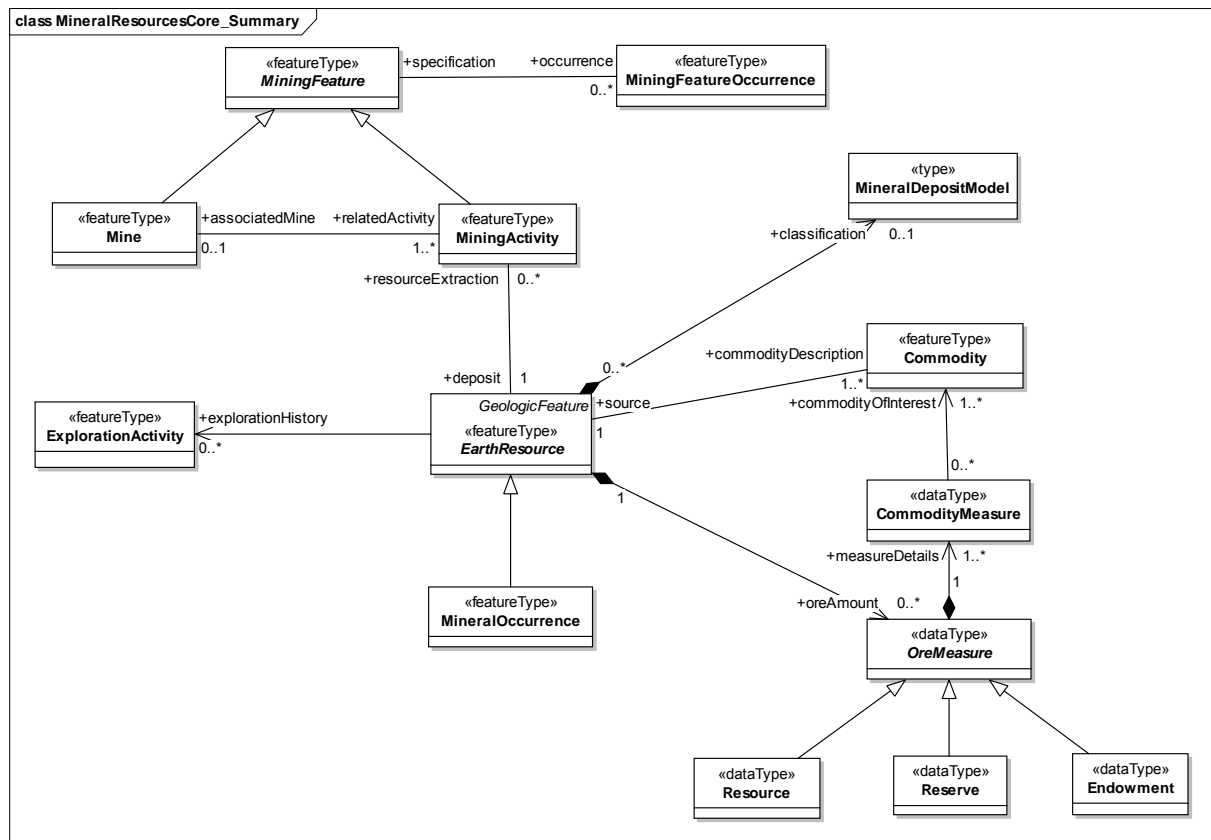 class MineralResourcesCore_Summary
«featureType»
MiningFeature
+specification
+occurrence
0..*
«featureType»
MiningFeatureOccurrence
«type»
MineralDepositModel
+classification
0..1
«featureType»
Mine
+associatedMine
0..1
+relatedActivity
1..*
«featureType»
MiningActivity
+resourceExtraction
0..*
+deposit
1
0..*
+commodityDescription
1..*
«featureType»
Commodity
+commodityOfInterest
1..*
+source
1
GeologicFeature
«featureType»
EarthResource
«featureType»
ExplorationActivity
+explorationHistory
0..*
1
0..*
«dataType»
CommodityMeasure
+measureDetails
1..*
1
«featureType»
MineralOccurrence
+oreAmount
0..*
«dataType»
OreMeasure
«dataType»
Resource
«dataType»
Reserve
«dataType»
Endowment